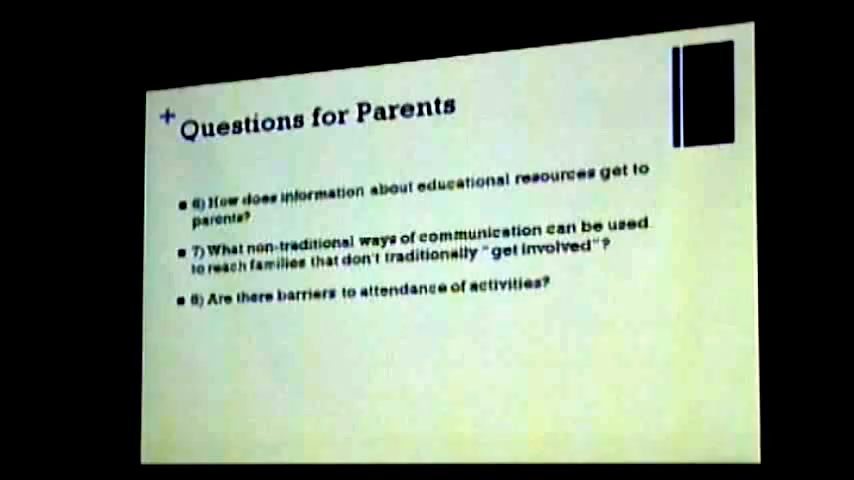 + Questions for Parents
■ 6) How does information about educational resources get to
parents?
■ 7) What non-traditional ways of communication can be used
to reach families that don't traditionally "get involved"?
■ 8) Are there barriers to attendance of activities?